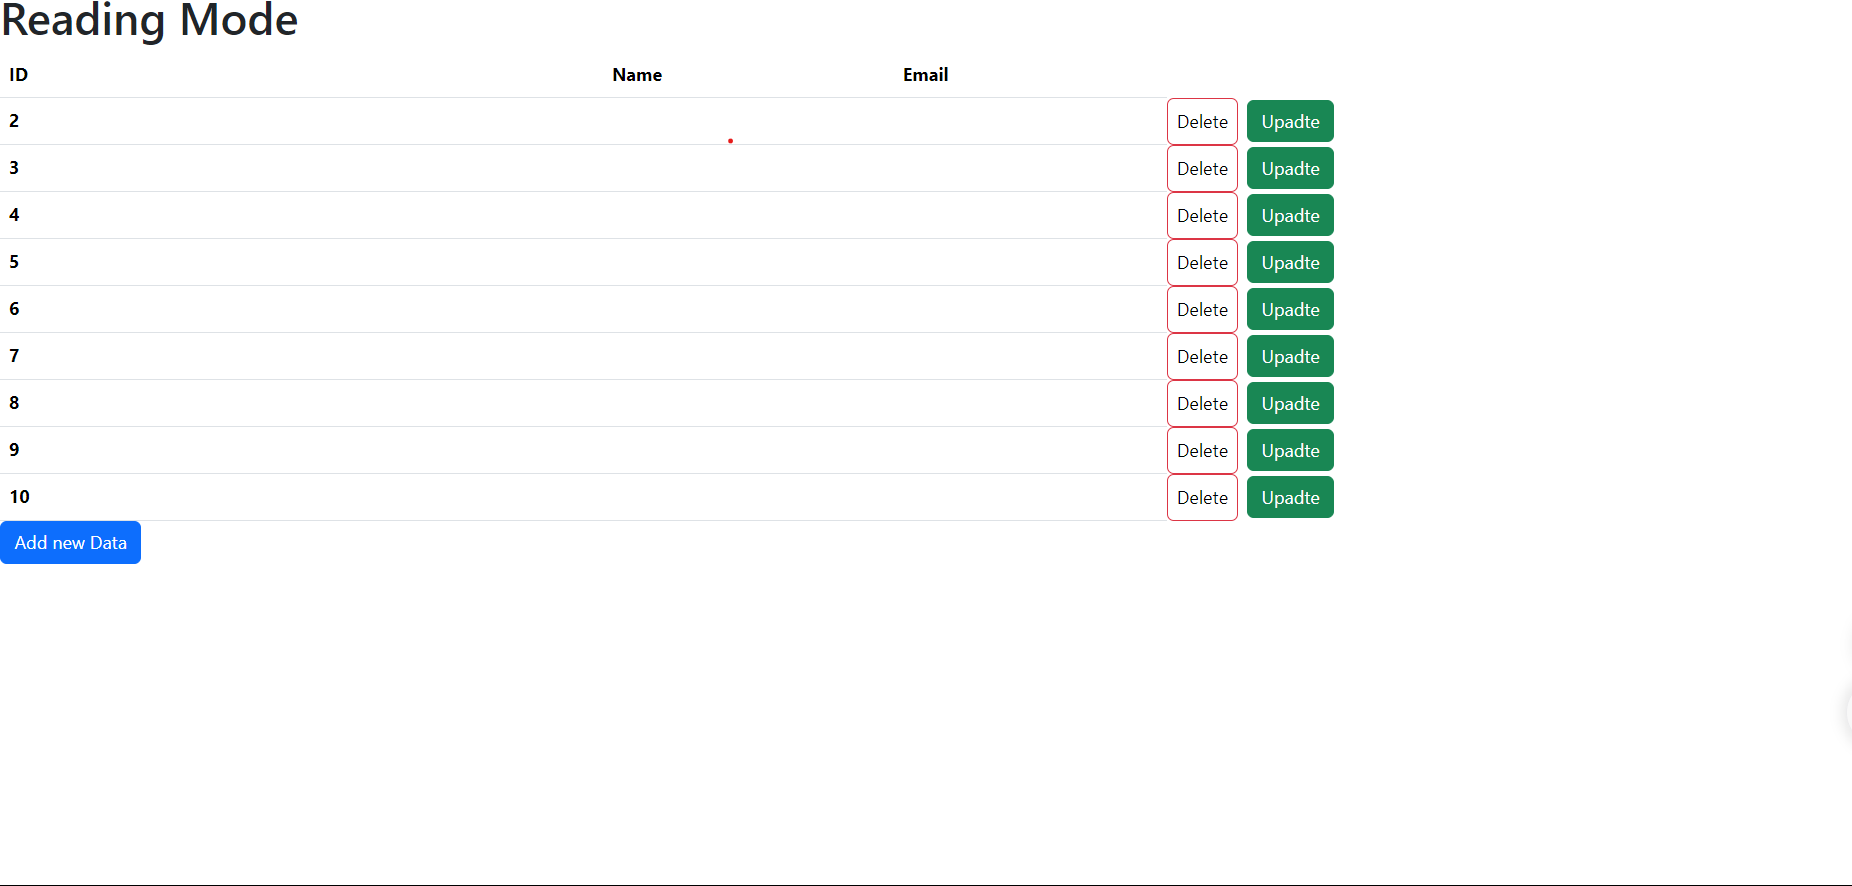 Reading Mode
ID Name Email
2 Delete Upadte
3 Delete Upadte
4 Delete Upadte
5 Delete Upadte
6 Delete Upadte
7 Delete Upadte
8 Delete Upadte
9 Delete Upadte
10 Delete Upadte
Add new Data